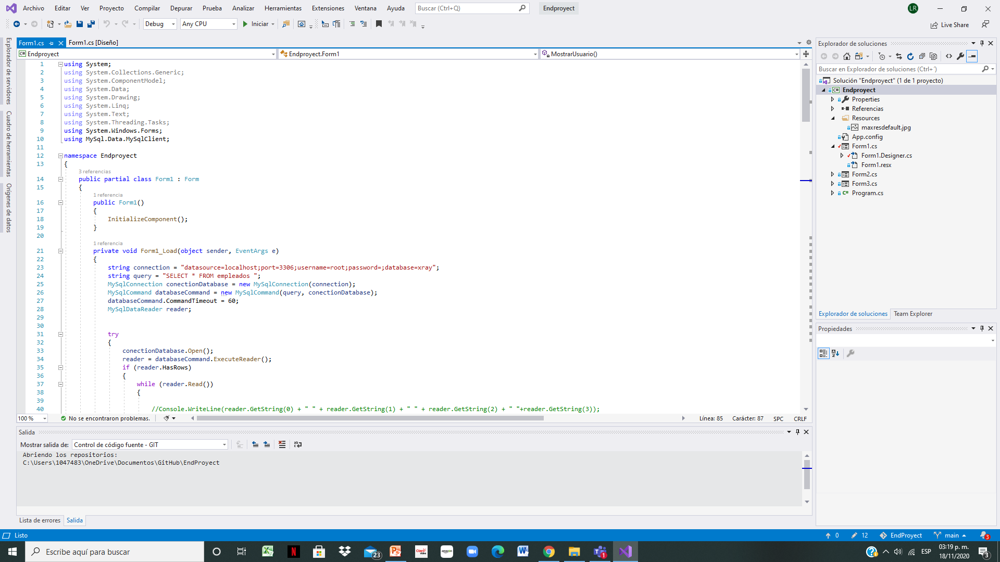 Archivo Editar Ver Proyecto Compilar Depurar Prueba Analizar Herramientas Extensiones Ventana Ayuda Buscar (Ctrl+Q) Endproyect LR
Debug Any CPU Iniciar Live Share
Explorador de servidores
Cuadro de herramientas
Orígenes de datos
Form1.cs Form1.cs [Diseño]
Endproyect Endproyect.Form1 MostrarUsuario()
1 using System;
2 using System.Collections.Generic;
3 using System.ComponentModel;
4 using System.Data;
5 using System.Drawing;
6 using System.Linq;
7 using System.Text;
8 using System.Threading.Tasks;
9 using System.Windows.Forms;
10 using MySql.Data.MySqlClient;
11
12 namespace Endproyect
13 {
3 referencias
14 public partial class Form1 : Form
15 {
1 referencia
16 public Form1()
17 {
18 InitializeComponent();
19 }
20
1 referencia
21 private void Form1_Load(object sender, EventArgs e)
22 {
23 string connection = "datasource=localhost;port=3306;username=root;password=;database=xray";
24 string query = "SELECT * FROM empleados ";
25 MySqlConnection conectionDatabase = new MySqlConnection(connection);
26 MySqlCommand databaseCommand = new MySqlCommand(query, conectionDatabase);
27 databaseCommand.CommandTimeout = 60;
28 MySqlDataReader reader;
29
30
31 try
32 {
33 conectionDatabase.Open();
34 reader = databaseCommand.ExecuteReader();
35 if (reader.HasRows)
36 {
37 while (reader.Read())
38 {
39
40 //Console.WriteLine(reader.GetString(0) + " " + reader.GetString(1) + " " + reader.GetString(2) + " "+reader.GetString(3));
100 % No se encontraron problemas. Línea: 85 Carácter: 87 SPC CRLF
Salida
Mostrar salida de: Control de código fuente - GIT
Abriendo los repositorios:
C:\Users\1047483\OneDrive\Documentos\GitHub\EndProyect
Lista de errores Salida
Explorador de soluciones
Buscar en Explorador de soluciones (Ctrl+´)
Solución "Endproyect" (1 de 1 proyecto)
C# Endproyect
Properties
Referencias
Resources
maxresdefault.jpg
App.config
Form1.cs
Form1.Designer.cs
Form1.resx
Form2.cs
Form3.cs
C# Program.cs
Explorador de soluciones Team Explorer
Propiedades
Listo 0 12 EndProyect main 3
Escribe aquí para buscar 23 1 ESP 03:19 p. m.
18/11/2020 3